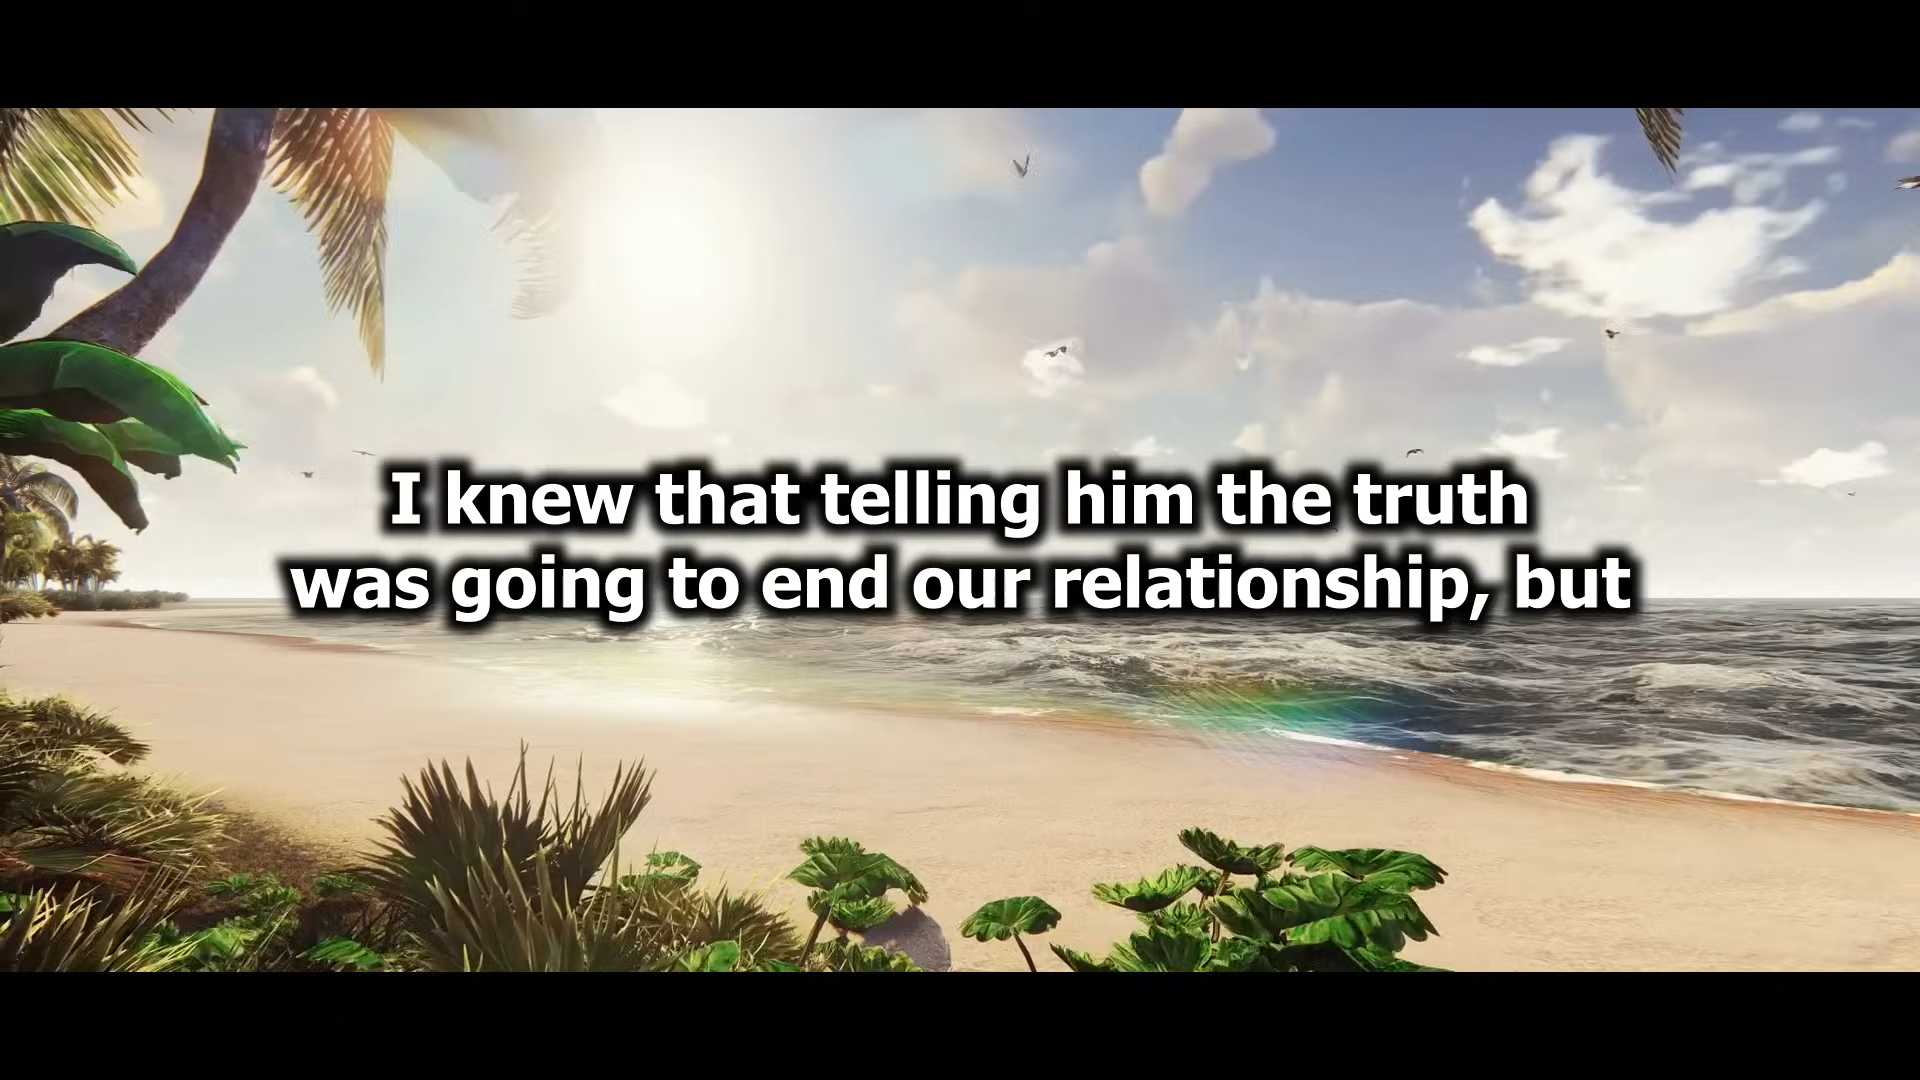 I knew that telling him the truth
was going to end our relationship, but